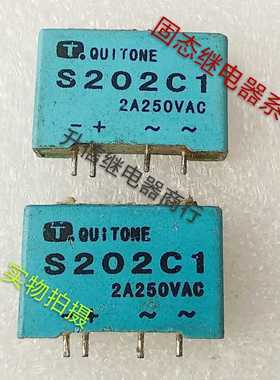 固态继电器系
T. QUITONE
S202C1
2A250VAC
- + ~ ~
升信继电器商行
T. QUITONE
S202C1
2A250VAC
+ ~ ~
实物拍摄